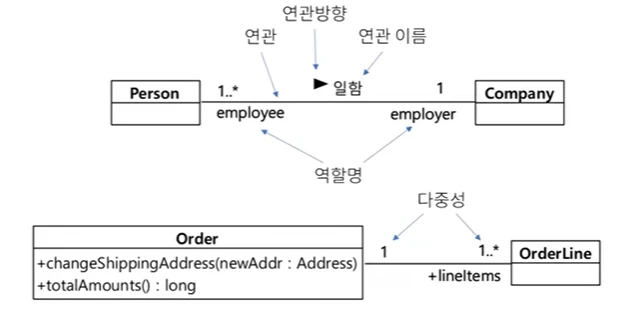 연관방향
연관
연관 이름
Person
1..*
▶ 일함
1
Company
employee
employer
역할명
다중성
Order
+changeShippingAddress(newAddr : Address)
+totalAmounts() : long
1
1..*
OrderLine
+lineItems